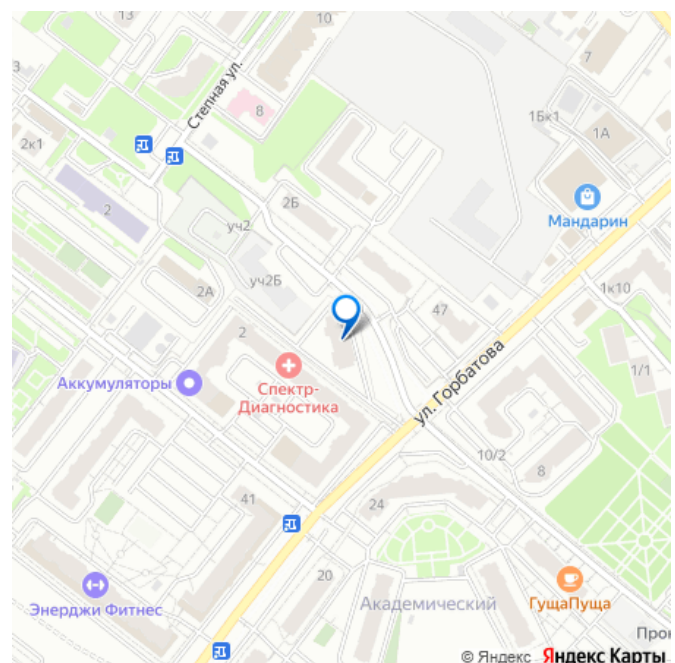 13
10
3
7
Степная ул.
8
1Бк1
1А
2к1
2
2Б
Мандарин
уч2
уч2Б
2А
1к10
47
2
Аккумуляторы
Спектр-
Диагностика
ул. Горбатова
1/1
10/2
8
41
24
20
Энерджи Фитнес
Академический
ГущаПуща
Прон
© Яндекс Яндекс Карты